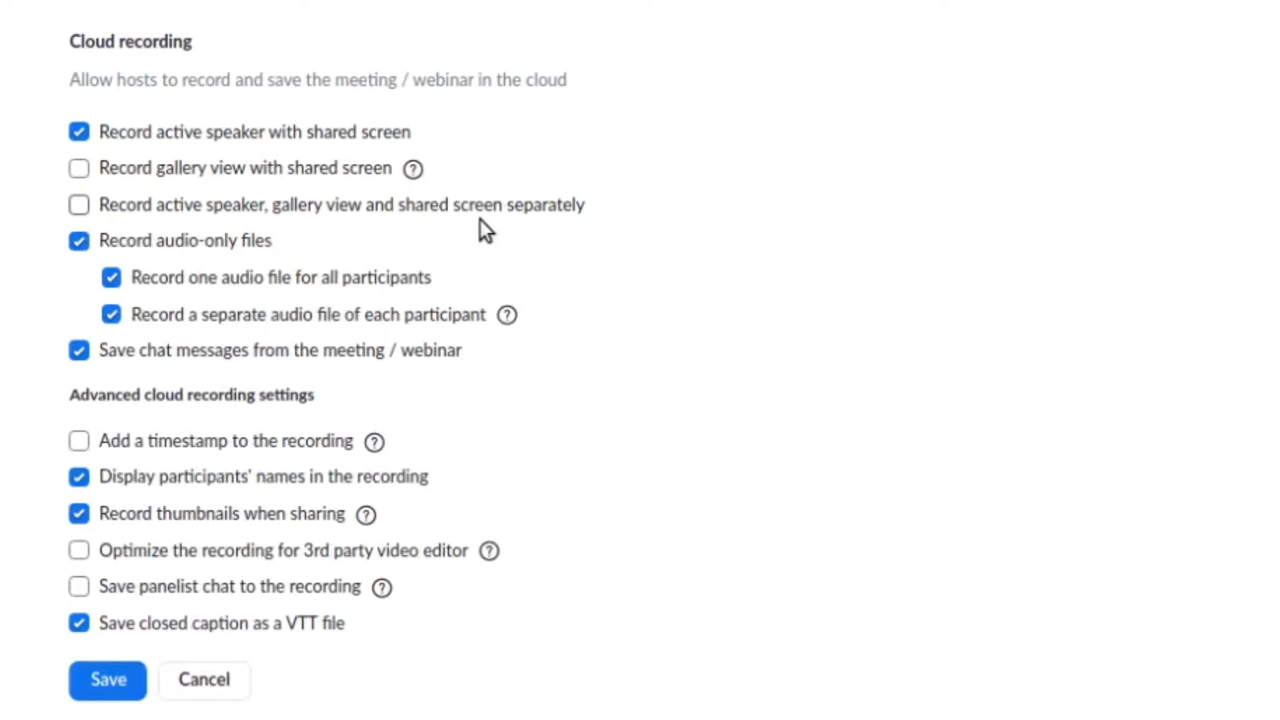 Cloud recording
Allow hosts to record and save the meeting / webinar in the cloud
Record active speaker with shared screen
Record gallery view with shared screen ?
Record active speaker, gallery view and shared screen separately
Record audio-only files
Record one audio file for all participants
Record a separate audio file of each participant ?
Save chat messages from the meeting / webinar
Advanced cloud recording settings
Add a timestamp to the recording ?
Display participants' names in the recording
Record thumbnails when sharing ?
Optimize the recording for 3rd party video editor ?
Save panelist chat to the recording ?
Save closed caption as a VTT file
Save Cancel